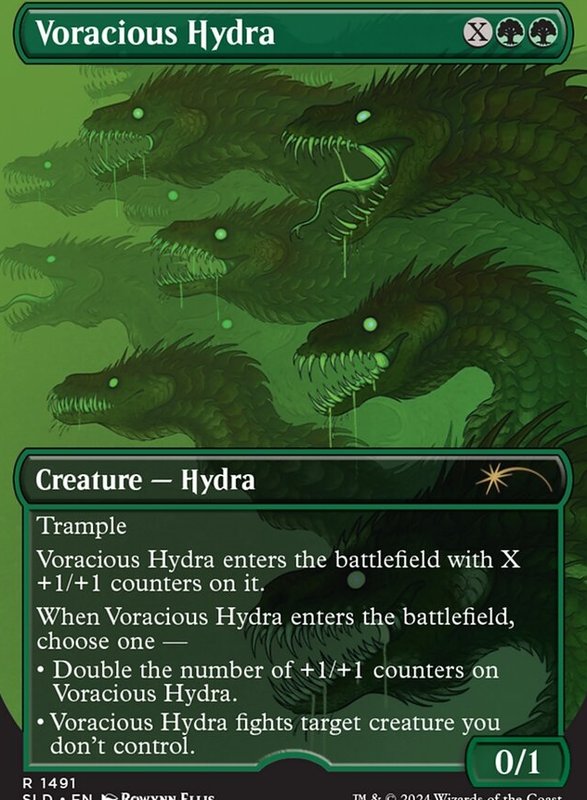 Voracious Hydra X
Creature — Hydra
Trample
Voracious Hydra enters the battlefield with X
+1/+1 counters on it.
When Voracious Hydra enters the battlefield,
choose one —
• Double the number of +1/+1 counters on
Voracious Hydra.
• Voracious Hydra fights target creature you
don't control.
0/1
R 1491
SLD • EN Rowynn Ellis
™ & © 2024 Wizards of the Coast